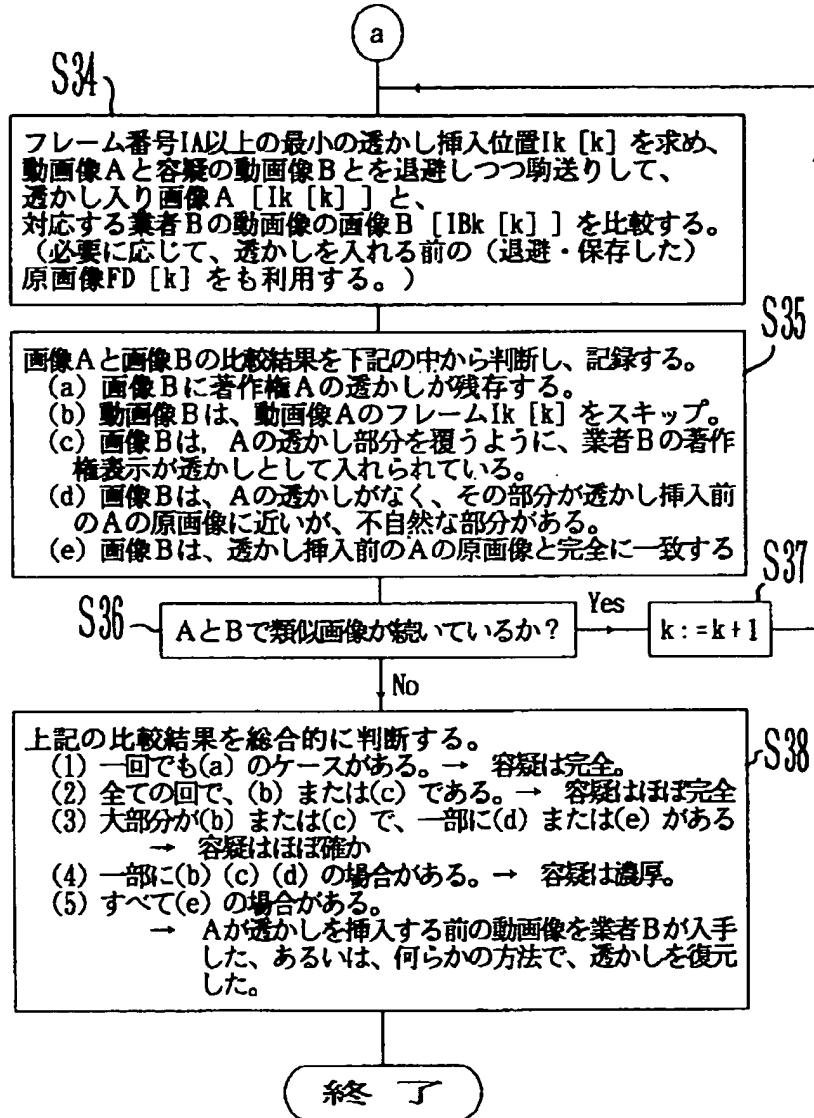 a
S34
フレーム番号IA以上の最小の透かし挿入位置Ik [k] を求め、
動画像Aと容疑の動画像Bとを退避しつつ駒送りして、
透かし入り画像A [Ik [k] ] と、
対応する業者Bの動画像の画像B [IBk [k] ] を比較する。
(必要に応じて、透かしを入れる前の (退避・保存した)
原画像FD [k] をも利用する。)
S35
画像Aと画像Bの比較結果を下記の中から判断し、記録する。
(a) 画像Bに著作権Aの透かしが残存する。
(b) 動画像Bは、動画像AのフレームIk [k] をスキップ。
(c) 画像Bは、Aの透かし部分を覆うように、業者Bの著作
権表示が透かしとして入れられている。
(d) 画像Bは、Aの透かしがなく、その部分が透かし挿入前
のAの原画像に近いが、不自然な部分がある。
(e) 画像Bは、透かし挿入前のAの原画像と完全に一致する
S36
AとBで類似画像が続いているか?
Yes
S37
k:=k+1
No
S38
上記の比較結果を総合的に判断する。
(1) 一回でも(a) のケースがある。→ 容疑は完全。
(2) 全ての回で、(b) または(c) である。→ 容疑はほぼ完全
(3) 大部分が(b) または(c) で、一部に(d) または(e) がある
→ 容疑はほぼ確か
(4) 一部に(b) (c) (d) の場合がある。→ 容疑は濃厚。
(5) すべて(e) の場合がある。
→ Aが透かしを挿入する前の動画像を業者Bが入手
した、あるいは、何らかの方法で、透かしを復元
した。
終了